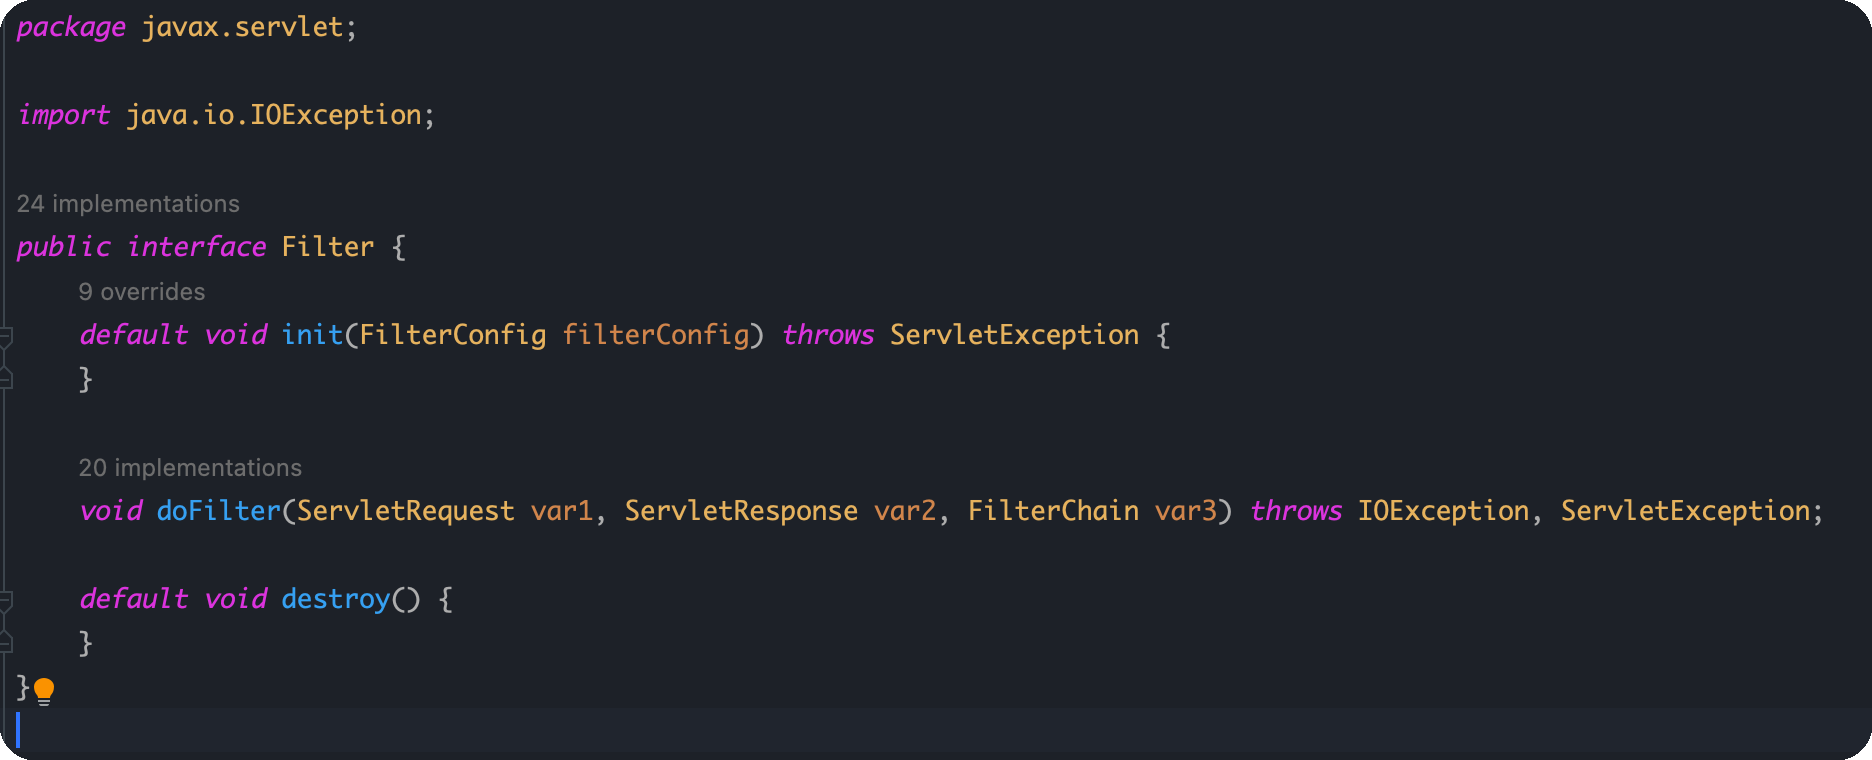 package javax.servlet;
import java.io.IOException;
24 implementations
public interface Filter {
9 overrides
default void init(FilterConfig filterConfig) throws ServletException {
}
20 implementations
void doFilter(ServletRequest var1, ServletResponse var2, FilterChain var3) throws IOException, ServletException;
default void destroy() {
}
}